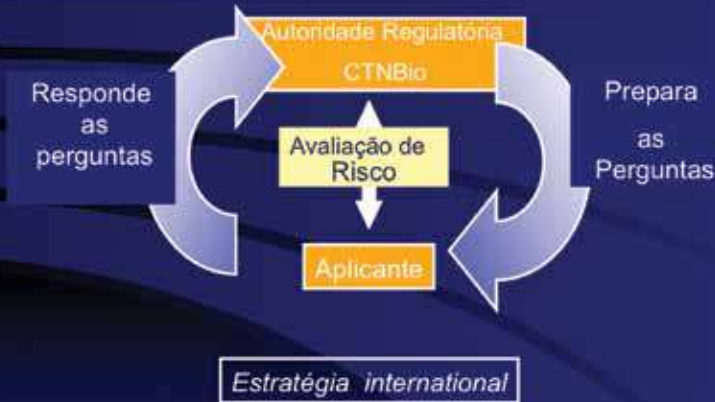 Autoridade Regulatória
CTNBio
Responde
as
perguntas
Avaliação de
Risco
Prepara
as
Perguntas
Aplicante
Estratégia international